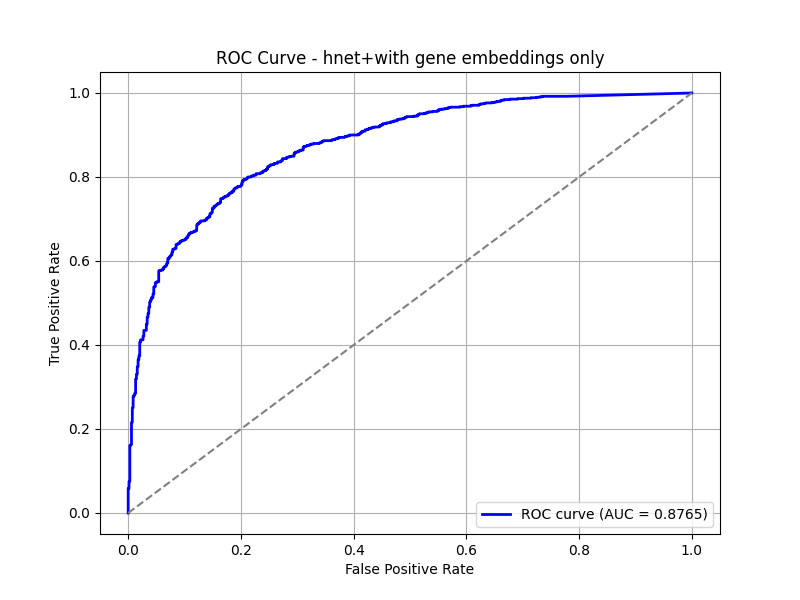 ROC Curve - hnet+with gene embeddings only
True Positive Rate
1.0
0.8
0.6
0.4
0.2
0.0
ROC curve (AUC = 0.8765)
0.0 0.2 0.4 0.6 0.8 1.0
False Positive Rate